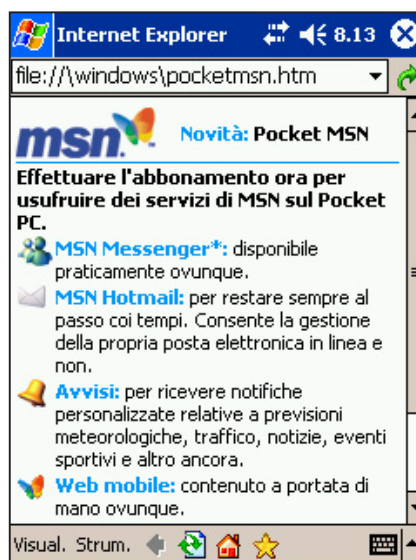 Internet Explorer 8.13
file://\windows\pocketmsn.htm
msn Novità: Pocket MSN
Effettuare l'abbonamento ora per
usufruire dei servizi di MSN sul Pocket
PC.
MSN Messenger*: disponibile
praticamente ovunque.
MSN Hotmail: per restare sempre al
passo coi tempi. Consente la gestione
della propria posta elettronica in linea e
non.
Avvisi: per ricevere notifiche
personalizzate relative a previsioni
meteorologiche, traffico, notizie, eventi
sportivi e altro ancora.
Web mobile: contenuto a portata di
mano ovunque.
Visual. Strum.